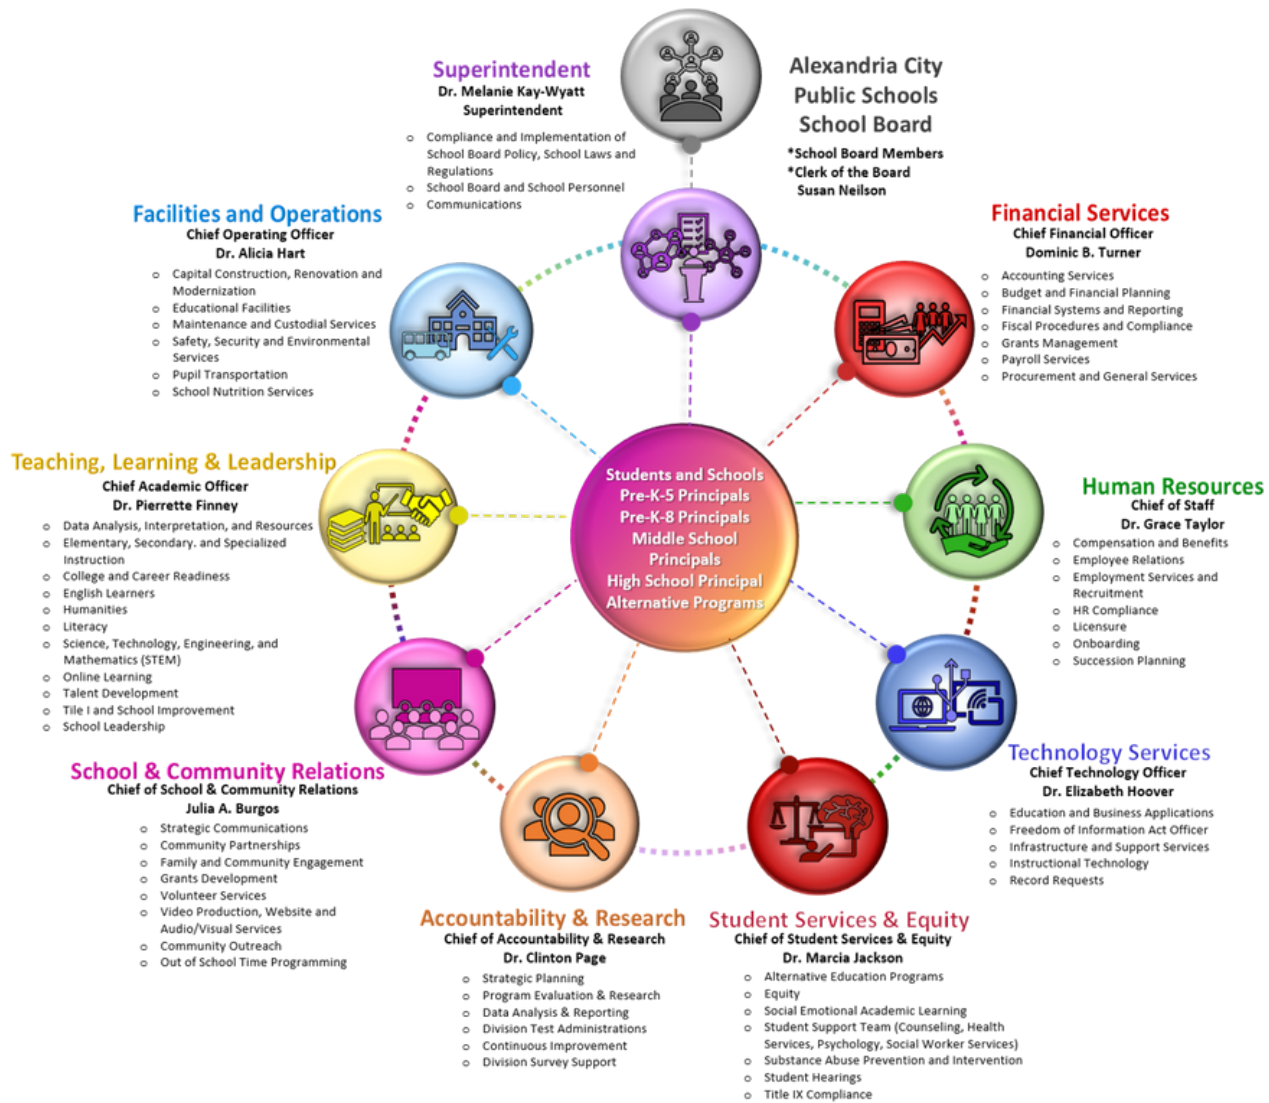 Superintendent
Dr. Melanie Kay-Wyatt
Superintendent
o Compliance and Implementation of
School Board Policy, School Laws and
Regulations
o School Board and School Personnel
o Communications
Alexandria City
Public Schools
School Board
*School Board Members
*Clerk of the Board
Susan Neilson
Facilities and Operations
Chief Operating Officer
Dr. Alicia Hart
o Capital Construction, Renovation and
Modernization
o Educational Facilities
o Maintenance and Custodial Services
o Safety, Security and Environmental
Services
o Pupil Transportation
o School Nutrition Services
Financial Services
Chief Financial Officer
Dominic B. Turner
o Accounting Services
o Budget and Financial Planning
o Financial Systems and Reporting
o Fiscal Procedures and Compliance
o Grants Management
o Payroll Services
o Procurement and General Services
Teaching, Learning & Leadership
Chief Academic Officer
Dr. Pierrette Finney
o Data Analysis, Interpretation, and Resources
o Elementary, Secondary. and Specialized
Instruction
o College and Career Readiness
o English Learners
o Humanities
o Literacy
o Science, Technology, Engineering, and
Mathematics (STEM)
o Online Learning
o Talent Development
o Tile I and School Improvement
o School Leadership
Students and Schools
Pre-K-5 Principals
Pre-K-8 Principals
Middle School
Principals
High School Principal
Alternative Programs
Human Resources
Chief of Staff
Dr. Grace Taylor
o Compensation and Benefits
o Employee Relations
o Employment Services and
Recruitment
o HR Compliance
o Licensure
o Onboarding
o Succession Planning
School & Community Relations
Chief of School & Community Relations
Julia A. Burgos
o Strategic Communications
o Community Partnerships
o Family and Community Engagement
o Grants Development
o Volunteer Services
o Video Production, Website and
Audio/Visual Services
o Community Outreach
o Out of School Time Programming
Technology Services
Chief Technology Officer
Dr. Elizabeth Hoover
o Education and Business Applications
o Freedom of Information Act Officer
o Infrastructure and Support Services
o Instructional Technology
o Record Requests
Accountability & Research
Chief of Accountability & Research
Dr. Clinton Page
o Strategic Planning
o Program Evaluation & Research
o Data Analysis & Reporting
o Division Test Administrations
o Continuous Improvement
o Division Survey Support
Student Services & Equity
Chief of Student Services & Equity
Dr. Marcia Jackson
o Alternative Education Programs
o Equity
o Social Emotional Academic Learning
o Student Support Team (Counseling, Health
Services, Psychology, Social Worker Services)
o Substance Abuse Prevention and Intervention
o Student Hearings
o Title IX Compliance